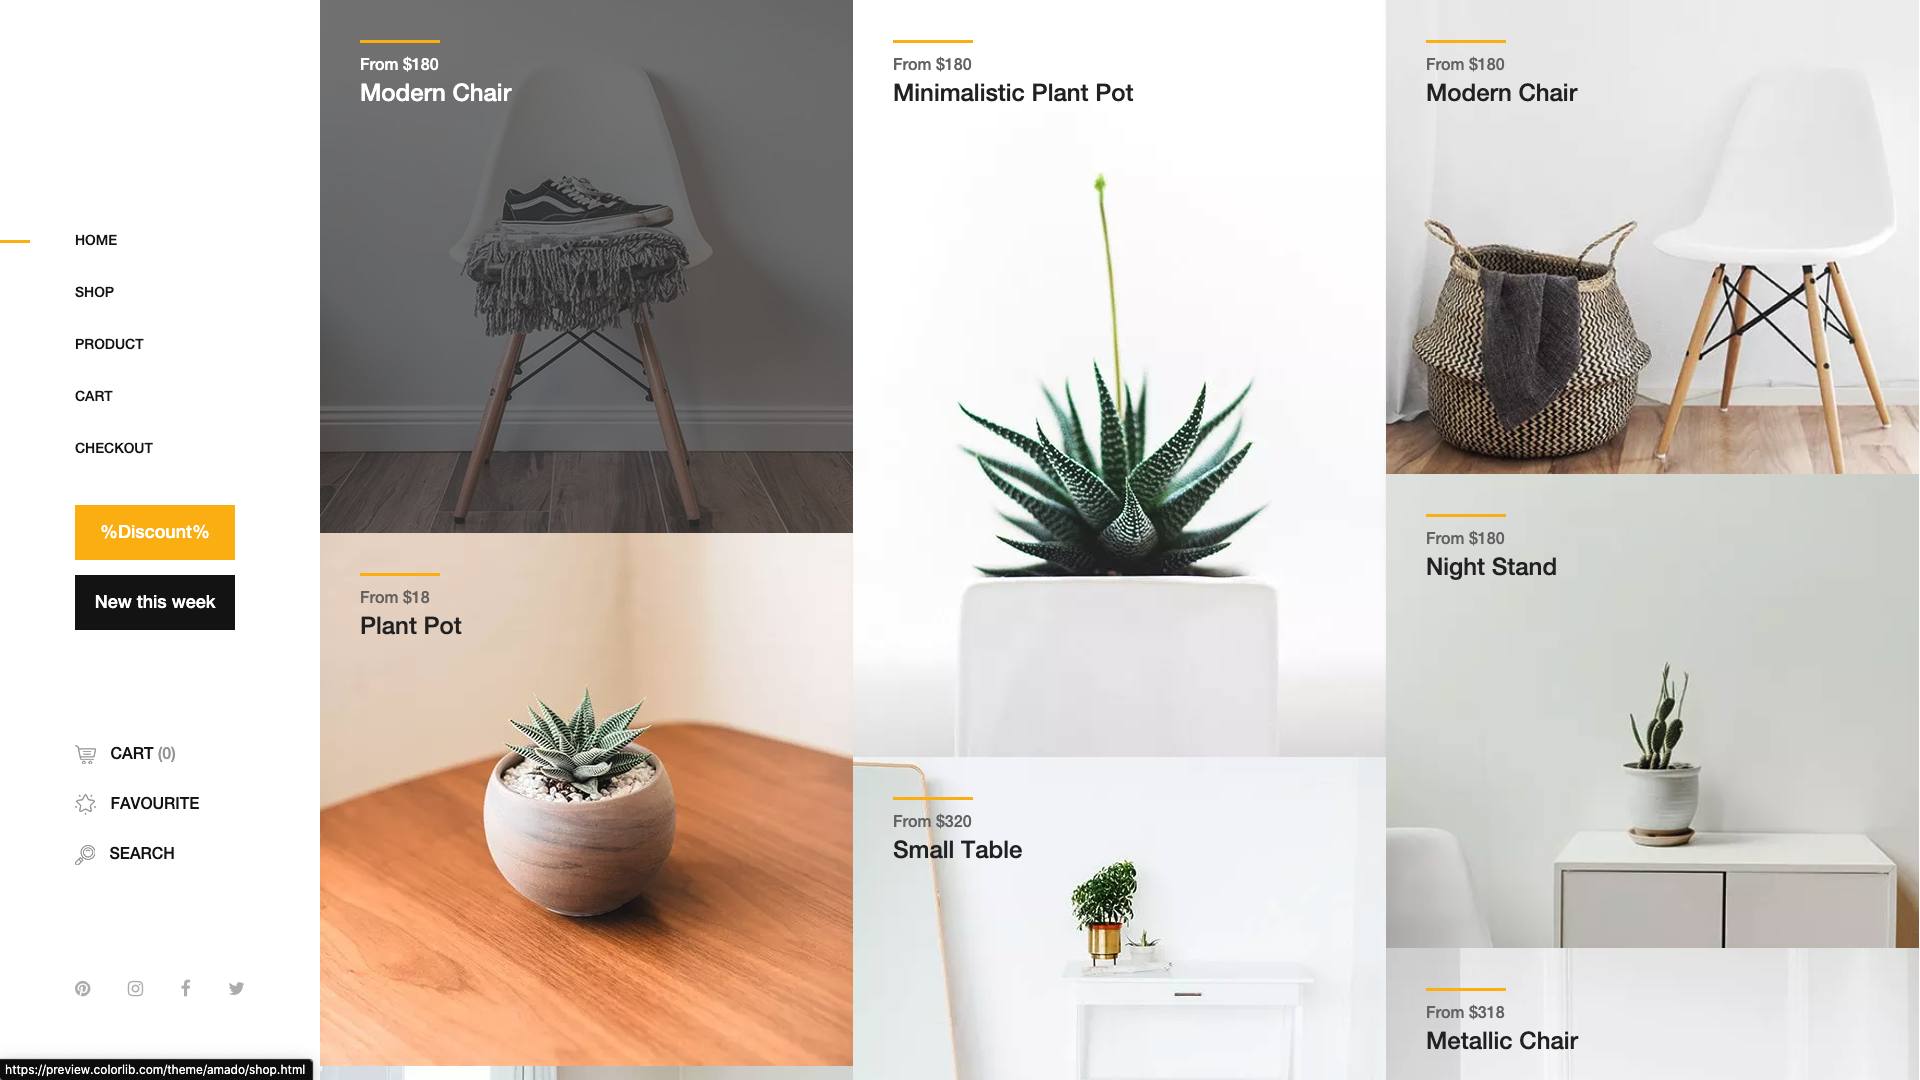 HOME
SHOP
PRODUCT
CART
CHECKOUT
%Discount%
New this week
CART (0)
FAVOURITE
SEARCH
From $180
Modern Chair
From $18
Plant Pot
From $180
Minimalistic Plant Pot
From $320
Small Table
From $180
Modern Chair
From $180
Night Stand
From $318
Metallic Chair
https://preview.colorlib.com/theme/amado/shop.html